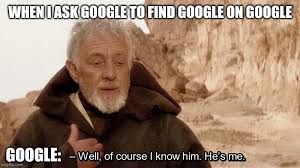 WHEN I ASK GOOGLE TO FIND GOOGLE ON GOOGLE
GOOGLE: – Well, of course I know him. He's me.